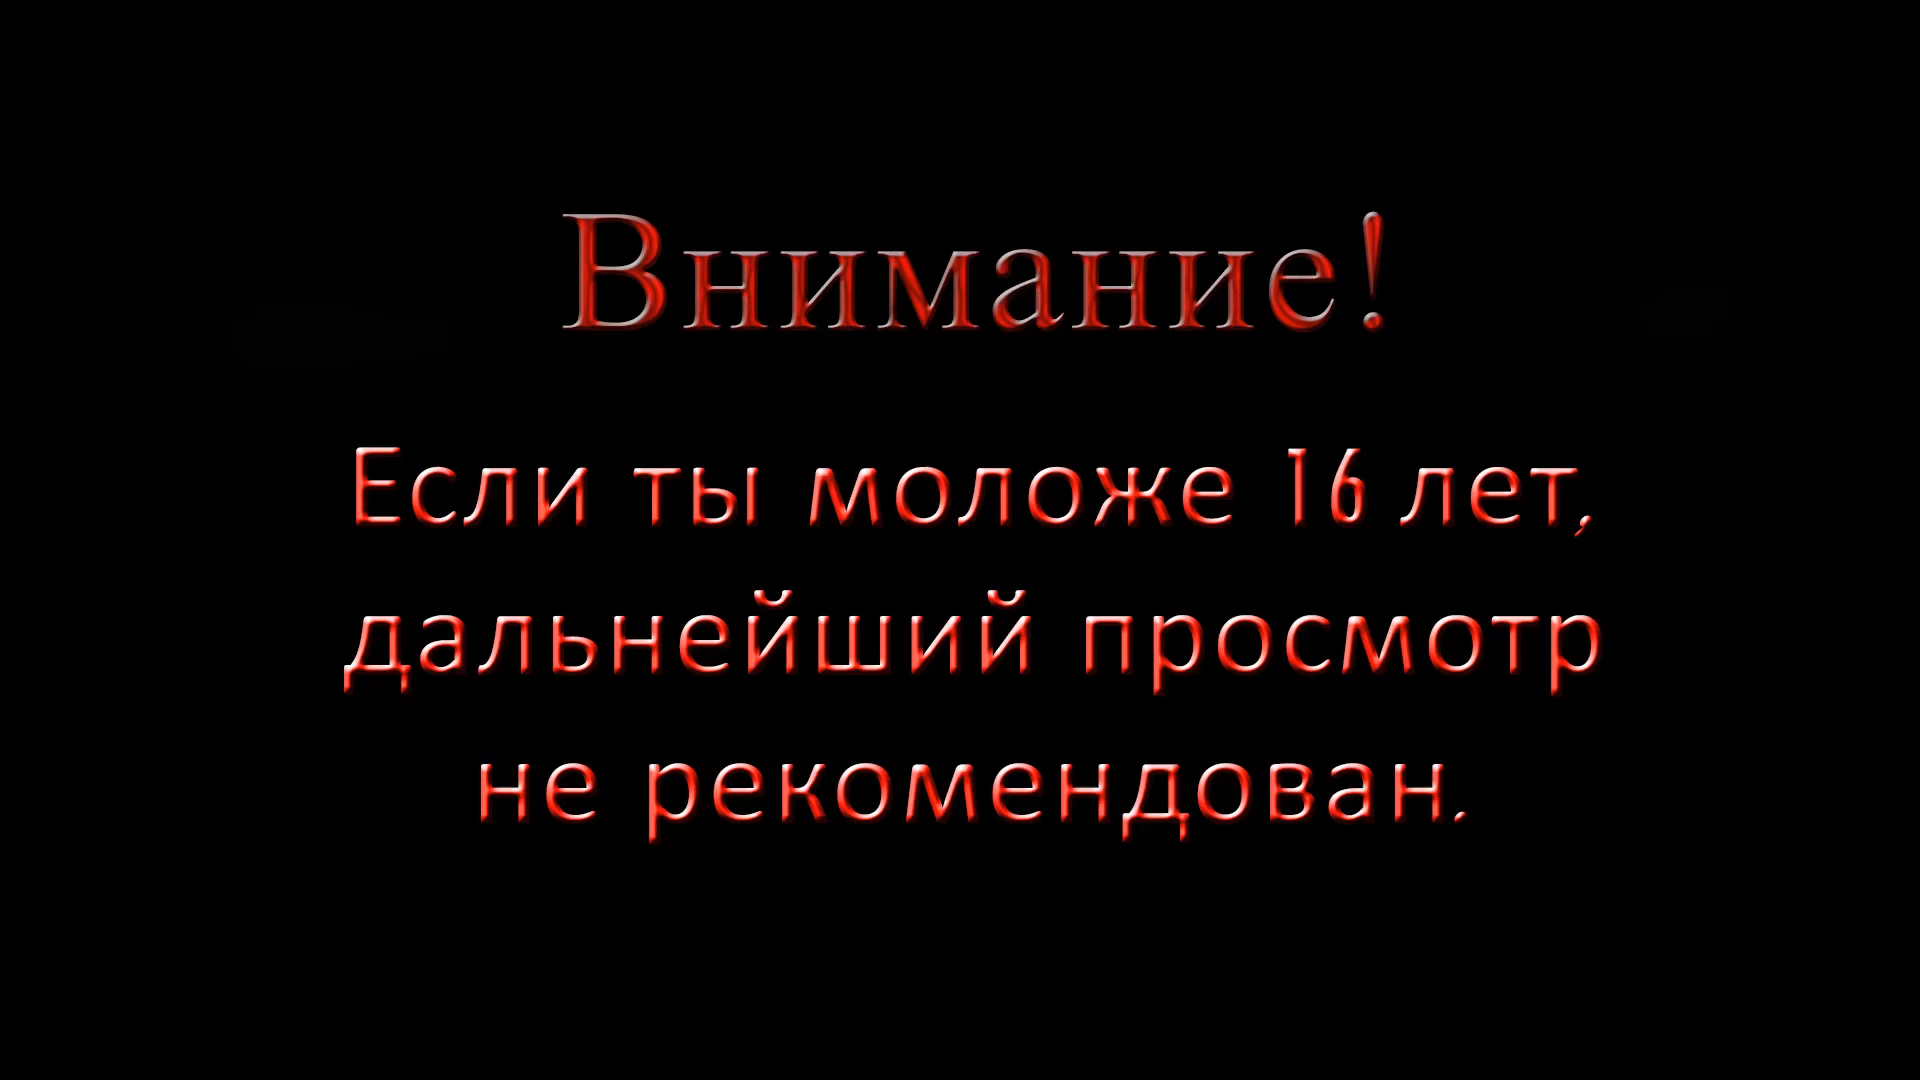 Внимание!
Если ты моложе 16 лет,
дальнейший просмотр
не рекомендован.